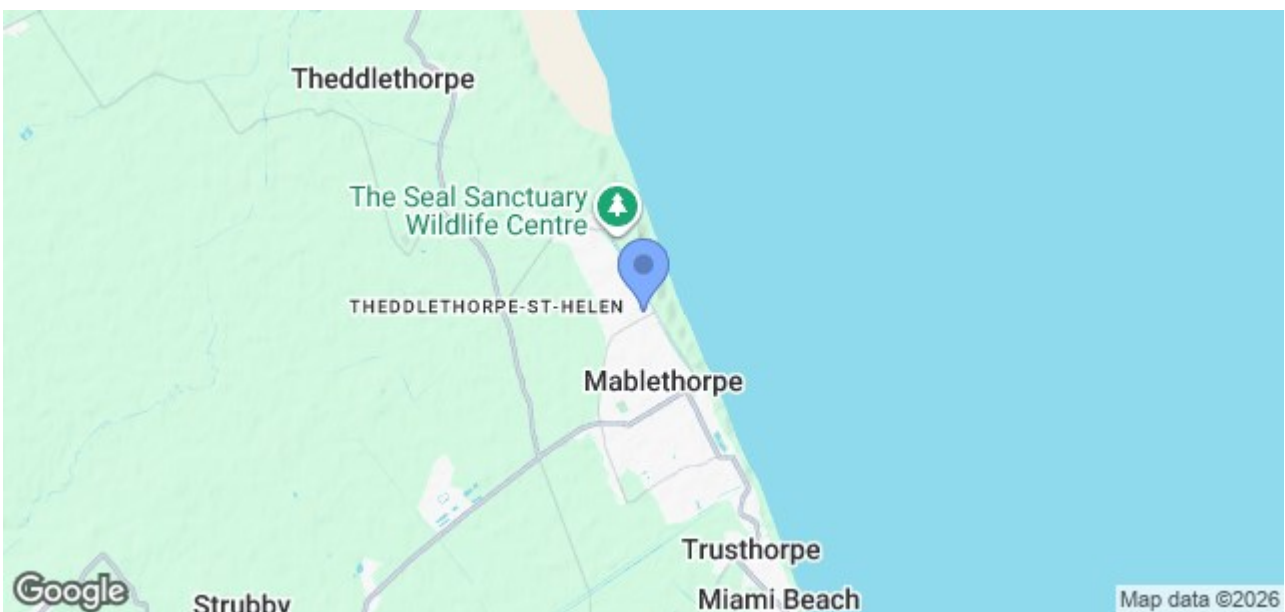 Theddlethorpe
The Seal Sanctuary
Wildlife Centre
THEDDLETHORPE-ST-HELEN
Mablethorpe
Trusthorpe
Miami Beach
Strubby
Google
Map data ©2026